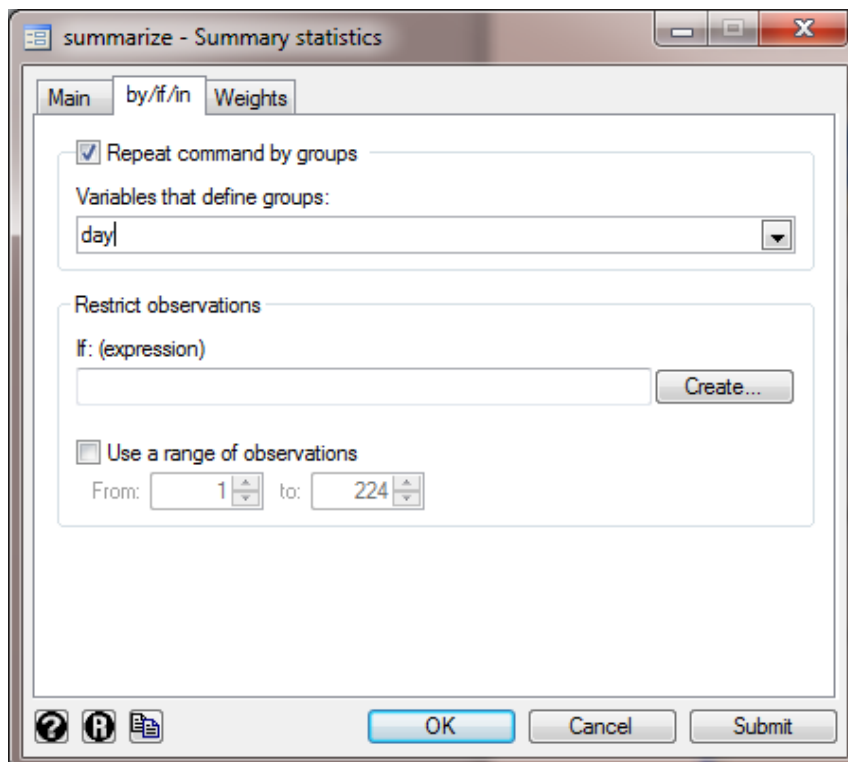 summarize - Summary statistics
Main by/if/in Weights
Repeat command by groups
Variables that define groups:
day
Restrict observations
If: (expression)
Create...
Use a range of observations
From: 1 to: 224
? R OK Cancel Submit